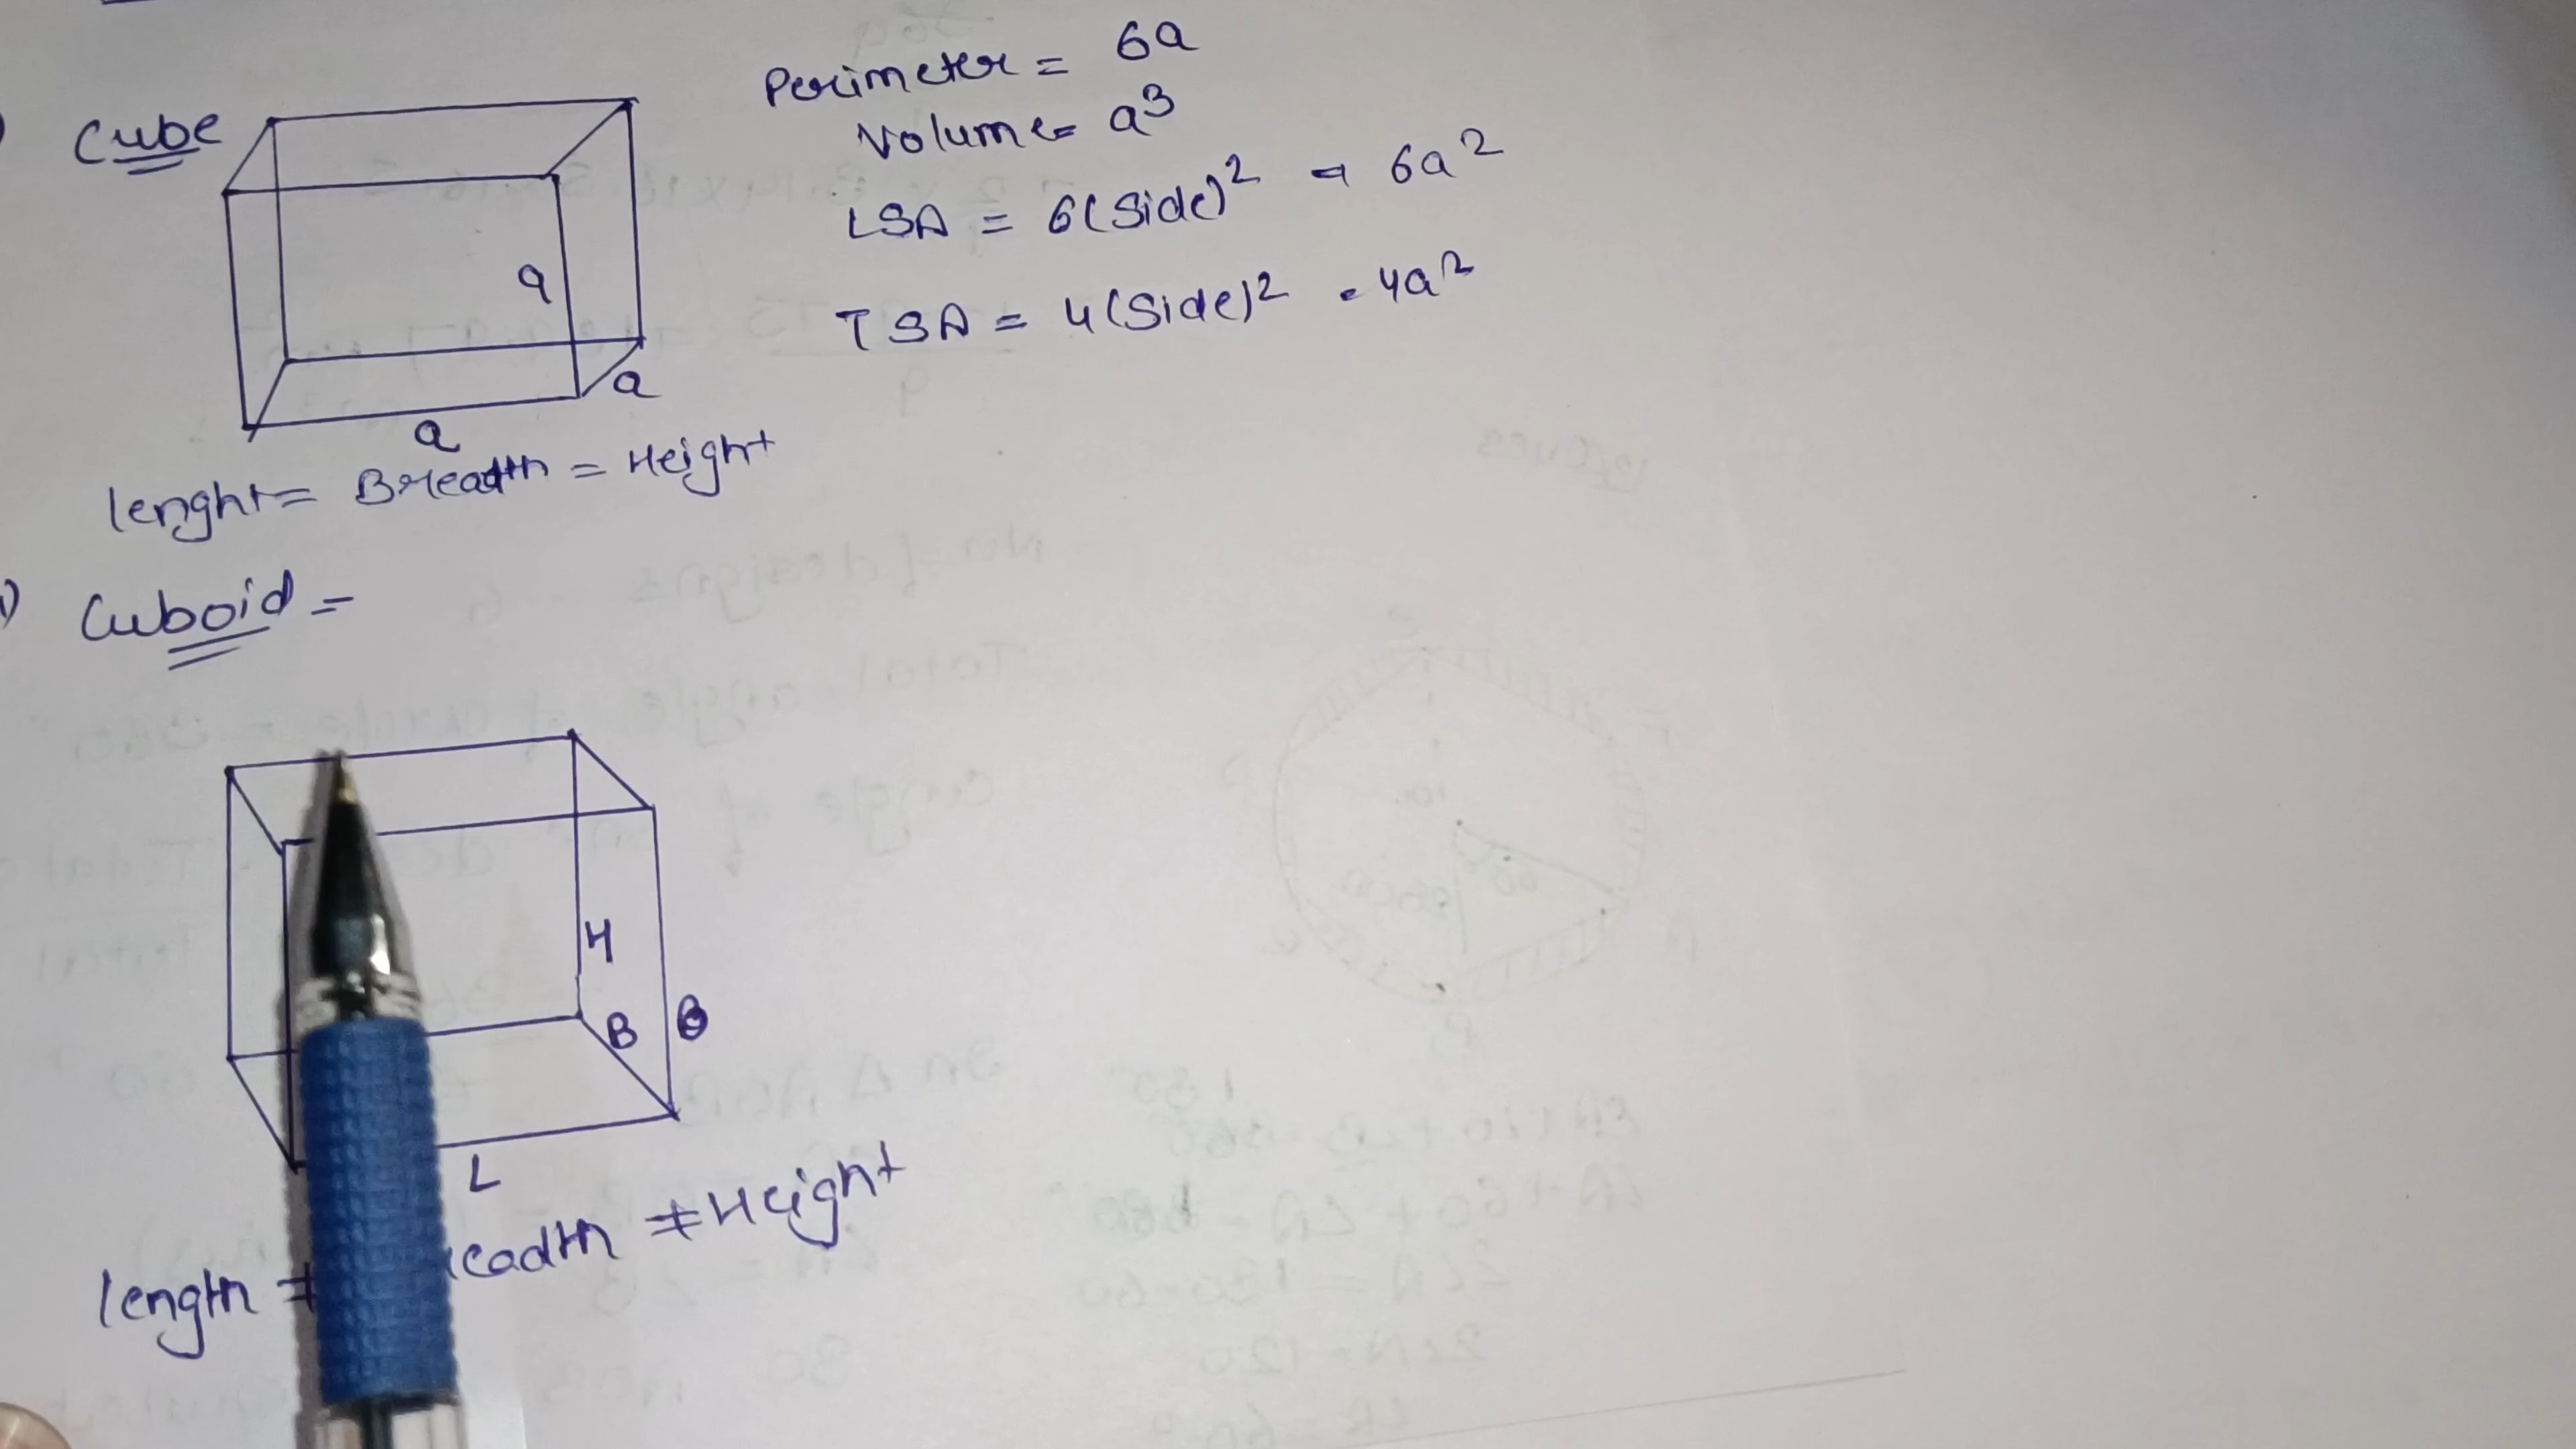 Cube
Perimeter = 6a
Volume = a³
LSA = 6(Side)² = 6a²
TSA = 4(Side)² = 4a²
a
a
a
lenght = Breadth = Height
Cuboid =
H
B
L
length ≠ readth ≠ Height